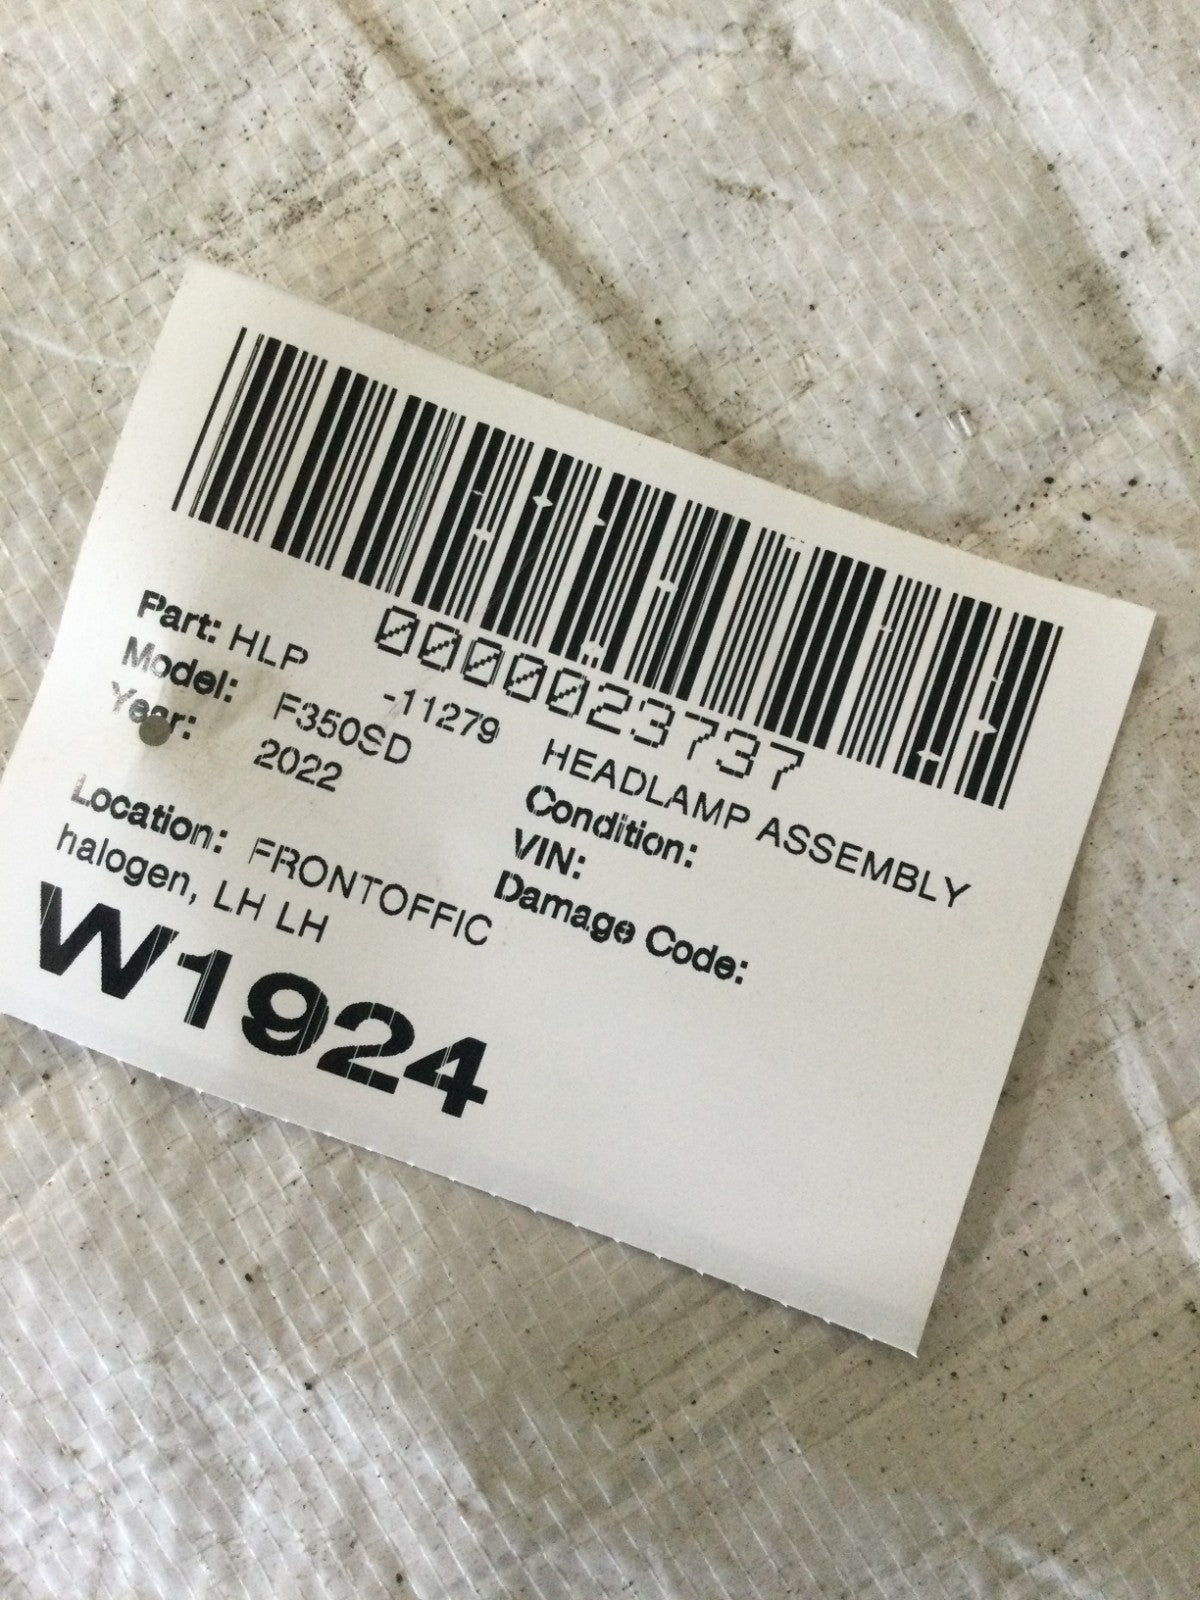 0000023737
Part: HLP -11279 HEADLAMP ASSEMBLY
Model: F350SD Condition:
Year: 2022 VIN:
Damage Code:
Location: FRONTOFFIC
halogen, LH LH
W1924